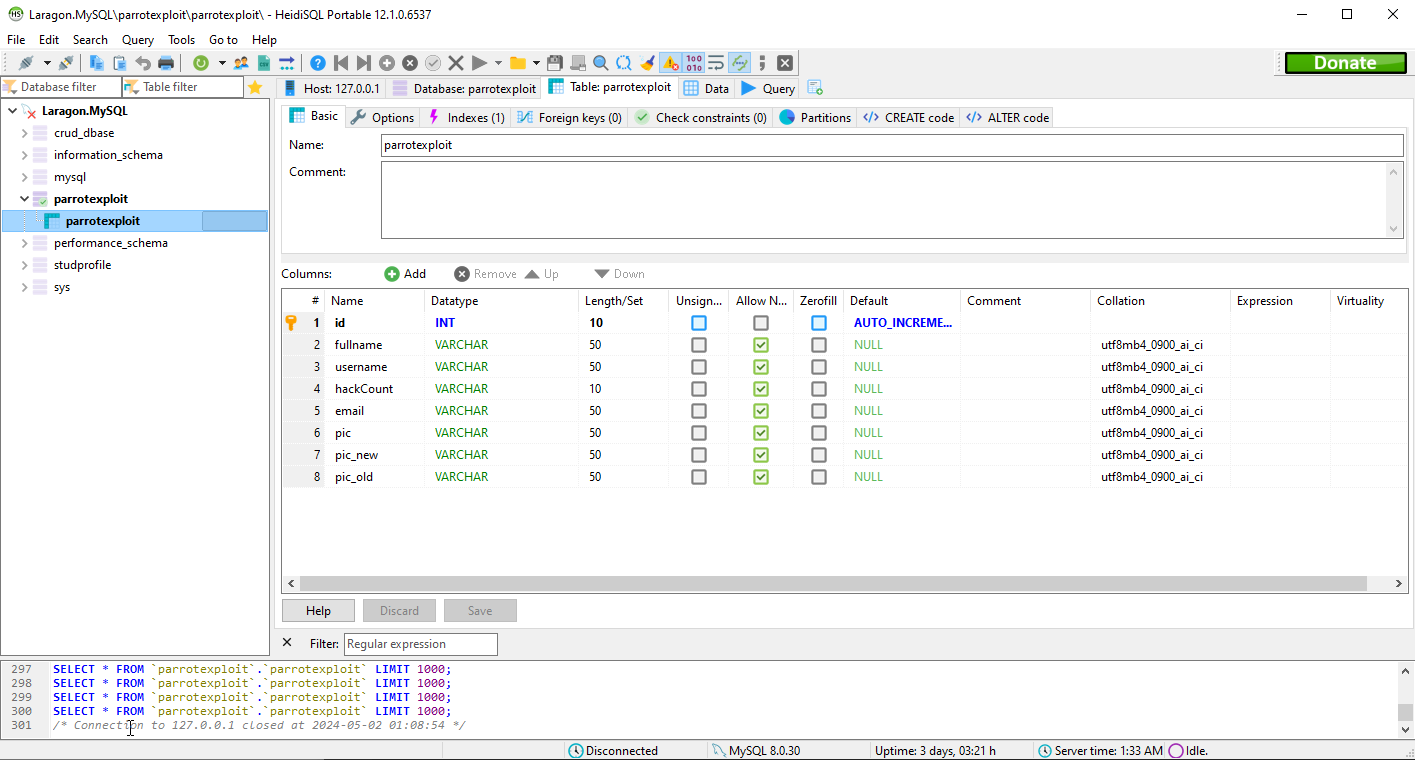 Laragon.MySQL\parrotexploit\parrotexploit\ - HeidiSQL Portable 12.1.0.6537
File Edit Search Query Tools Go to Help
Donate
Database filter Table filter
Host: 127.0.0.1 Database: parrotexploit Table: parrotexploit Data Query
Laragon.MySQL
crud_dbase
information_schema
mysql
parrotexploit
parrotexploit
performance_schema
studprofile
sys
Basic Options Indexes (1) Foreign keys (0) Check constraints (0) Partitions CREATE code ALTER code
Name: parrotexploit
Comment:
Columns: Add Remove Up Down
# Name Datatype Length/Set Unsign... Allow N... Zerofill Default Comment Collation Expression Virtuality
1 id INT 10 AUTO_INCREME...
2 fullname VARCHAR 50 NULL utf8mb4_0900_ai_ci
3 username VARCHAR 50 NULL utf8mb4_0900_ai_ci
4 hackCount VARCHAR 10 NULL utf8mb4_0900_ai_ci
5 email VARCHAR 50 NULL utf8mb4_0900_ai_ci
6 pic VARCHAR 50 NULL utf8mb4_0900_ai_ci
7 pic_new VARCHAR 50 NULL utf8mb4_0900_ai_ci
8 pic_old VARCHAR 50 NULL utf8mb4_0900_ai_ci
Help Discard Save
Filter: Regular expression
297 SELECT * FROM `parrotexploit`.`parrotexploit` LIMIT 1000;
298 SELECT * FROM `parrotexploit`.`parrotexploit` LIMIT 1000;
299 SELECT * FROM `parrotexploit`.`parrotexploit` LIMIT 1000;
300 SELECT * FROM `parrotexploit`.`parrotexploit` LIMIT 1000;
301 /* Connection to 127.0.0.1 closed at 2024-05-02 01:08:54 */
Disconnected MySQL 8.0.30 Uptime: 3 days, 03:21 h Server time: 1:33 AM Idle.